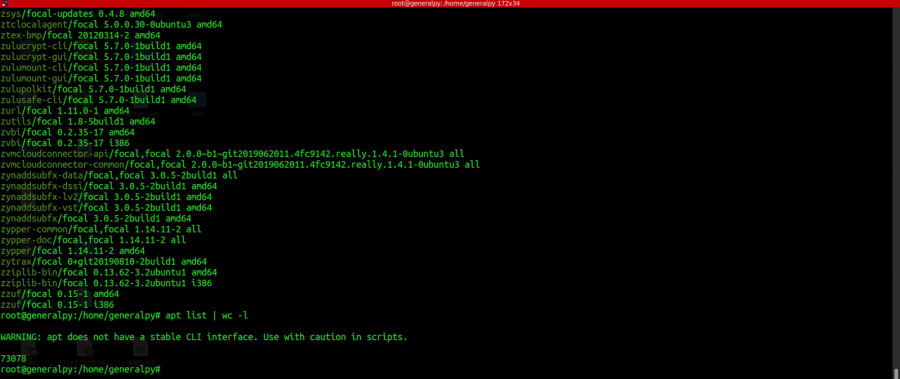 root@generalpy: /home/generalpy 172x34
zsys/focal-updates 0.4.8 amd64
ztclocalagent/focal 5.0.0.30-0ubuntu3 amd64
ztex-bmp/focal 20120314-2 amd64
zulucrypt-cli/focal 5.7.0-1build1 amd64
zulucrypt-gui/focal 5.7.0-1build1 amd64
zulumount-cli/focal 5.7.0-1build1 amd64
zulumount-gui/focal 5.7.0-1build1 amd64
zulupolkit/focal 5.7.0-1build1 amd64
zulusafe-cli/focal 5.7.0-1build1 amd64
zurl/focal 1.11.0-1 amd64
zutils/focal 1.8-5build1 amd64
zvbi/focal 0.2.35-17 amd64
zvbi/focal 0.2.35-17 i386
zvmcloudconnector-api/focal,focal 2.0.0~b1~git2019062011.4fc9142.really.1.4.1-0ubuntu3 all
zvmcloudconnector-common/focal,focal 2.0.0~b1~git2019062011.4fc9142.really.1.4.1-0ubuntu3 all
zynaddsubfx-data/focal,focal 3.0.5-2build1 all
zynaddsubfx-dssi/focal 3.0.5-2build1 amd64
zynaddsubfx-lv2/focal 3.0.5-2build1 amd64
zynaddsubfx-vst/focal 3.0.5-2build1 amd64
zynaddsubfx/focal 3.0.5-2build1 amd64
zypper-common/focal,focal 1.14.11-2 all
zypper-doc/focal,focal 1.14.11-2 all
zypper/focal 1.14.11-2 amd64
zytrax/focal 0+git20190810-2build1 amd64
zziplib-bin/focal 0.13.62-3.2ubuntu1 amd64
zziplib-bin/focal 0.13.62-3.2ubuntu1 i386
zzuf/focal 0.15-1 amd64
zzuf/focal 0.15-1 i386
root@generalpy:/home/generalpy# apt list | wc -l
WARNING: apt does not have a stable CLI interface. Use with caution in scripts.
73078
root@generalpy:/home/generalpy#